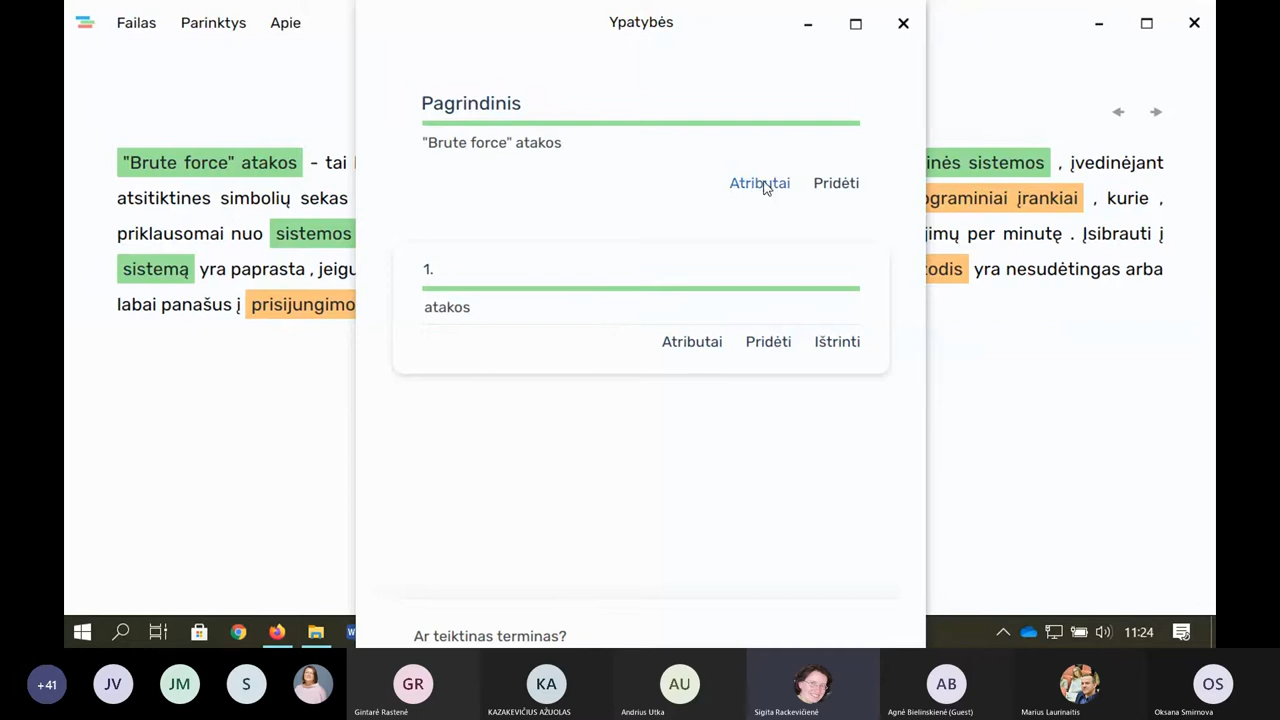 Failas Parinktys Apie
Ypatybės
Pagrindinis
"Brute force" atakos
Atributai Pridėti
1.
atakos
Atributai Pridėti Ištrinti
Ar teiktinas terminas?
"Brute force" atakos - tai
atsitiktines simbolių sekas
priklausomai nuo sistemos
sistemą yra paprasta , jeigu
labai panašus į prisijungimo
inės sistemos , įvedinėjant
ograminiai įrankiai , kurie ,
jimų per minutę . Įsibrauti į
todis yra nesudėtingas arba
11:24
+41 JV JM S GR KA AU AB OS
Gintarė Rastenė KAZAKEVIČIUS ĄŽUOLAS Andrius Utka Sigita Rackevičienė Agnė Bielinskienė (Guest) Marius Laurinaitis Oksana Smirnova